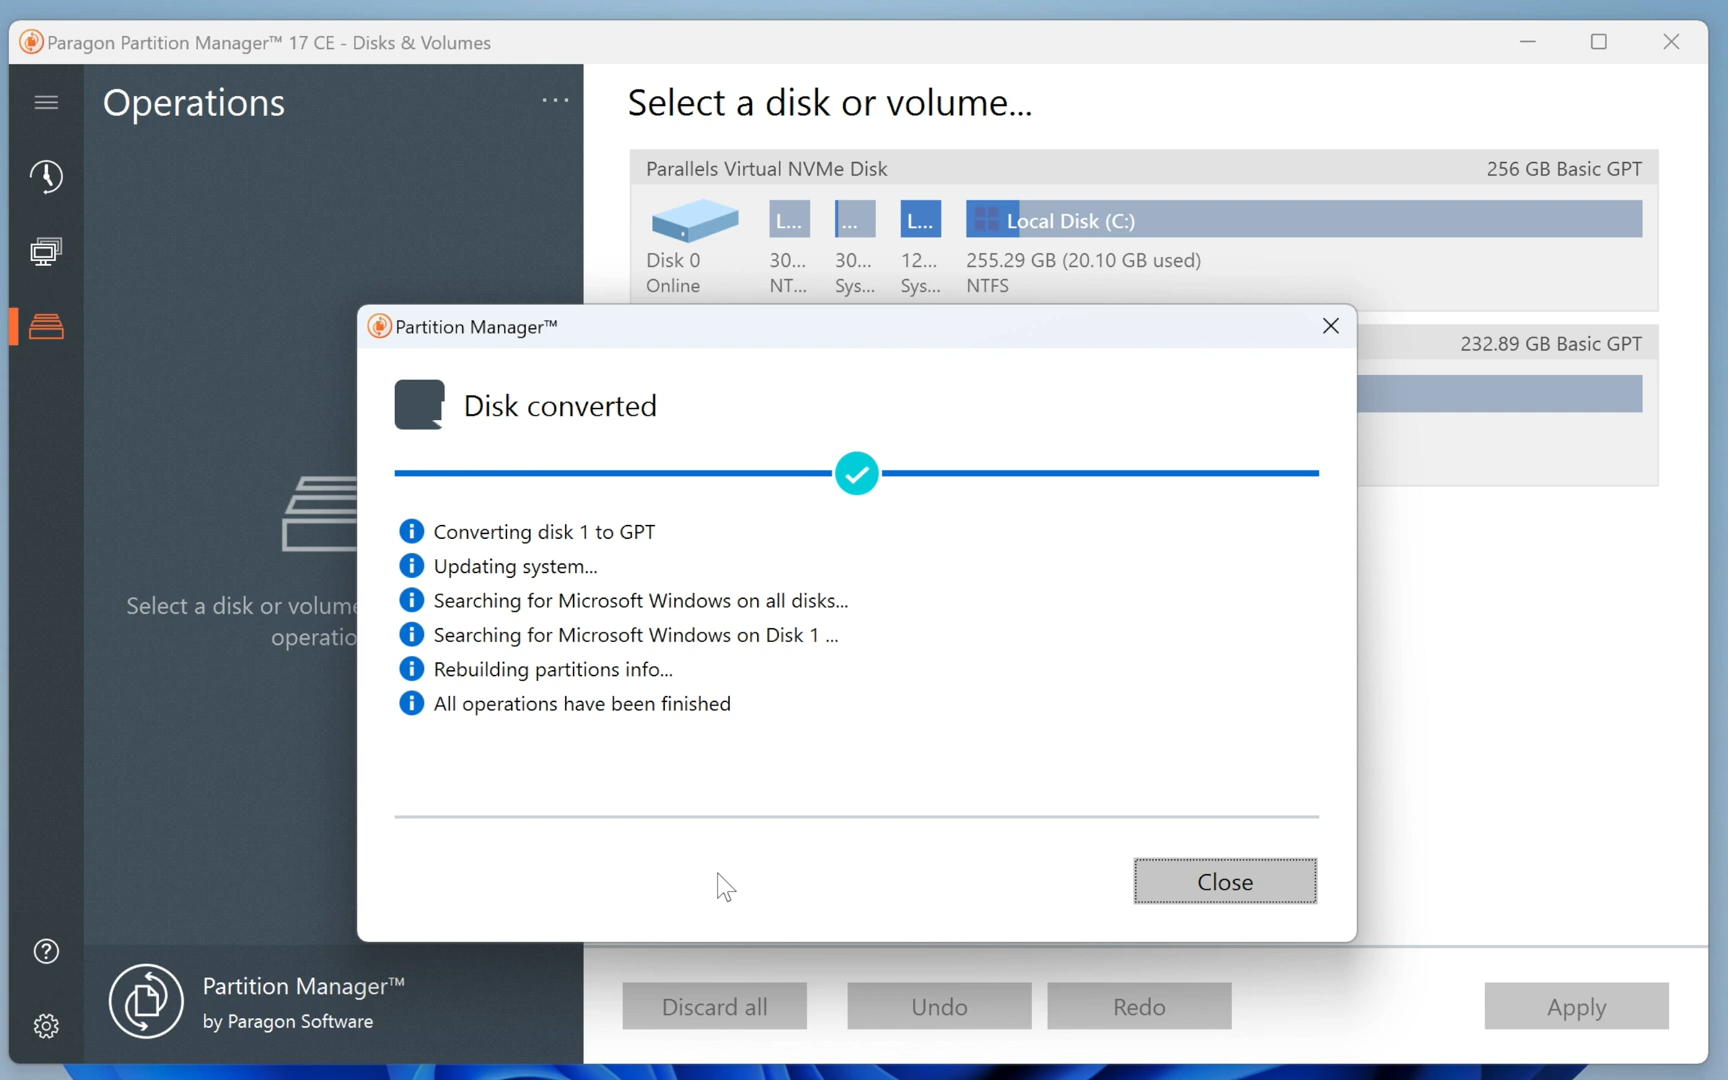 Paragon Partition Manager™ 17 CE - Disks & Volumes
Operations
...
Select a disk or volume...
Parallels Virtual NVMe Disk
256 GB Basic GPT
L...
...
L...
Local Disk (C:)
Disk 0
30...
30...
12...
255.29 GB (20.10 GB used)
Online
NT...
Sys...
Sys...
NTFS
232.89 GB Basic GPT
Select a disk or volume
operatio
Partition Manager™
Disk converted
Converting disk 1 to GPT
Updating system...
Searching for Microsoft Windows on all disks...
Searching for Microsoft Windows on Disk 1 ...
Rebuilding partitions info...
All operations have been finished
Close
Partition Manager™
by Paragon Software
Discard all
Undo
Redo
Apply